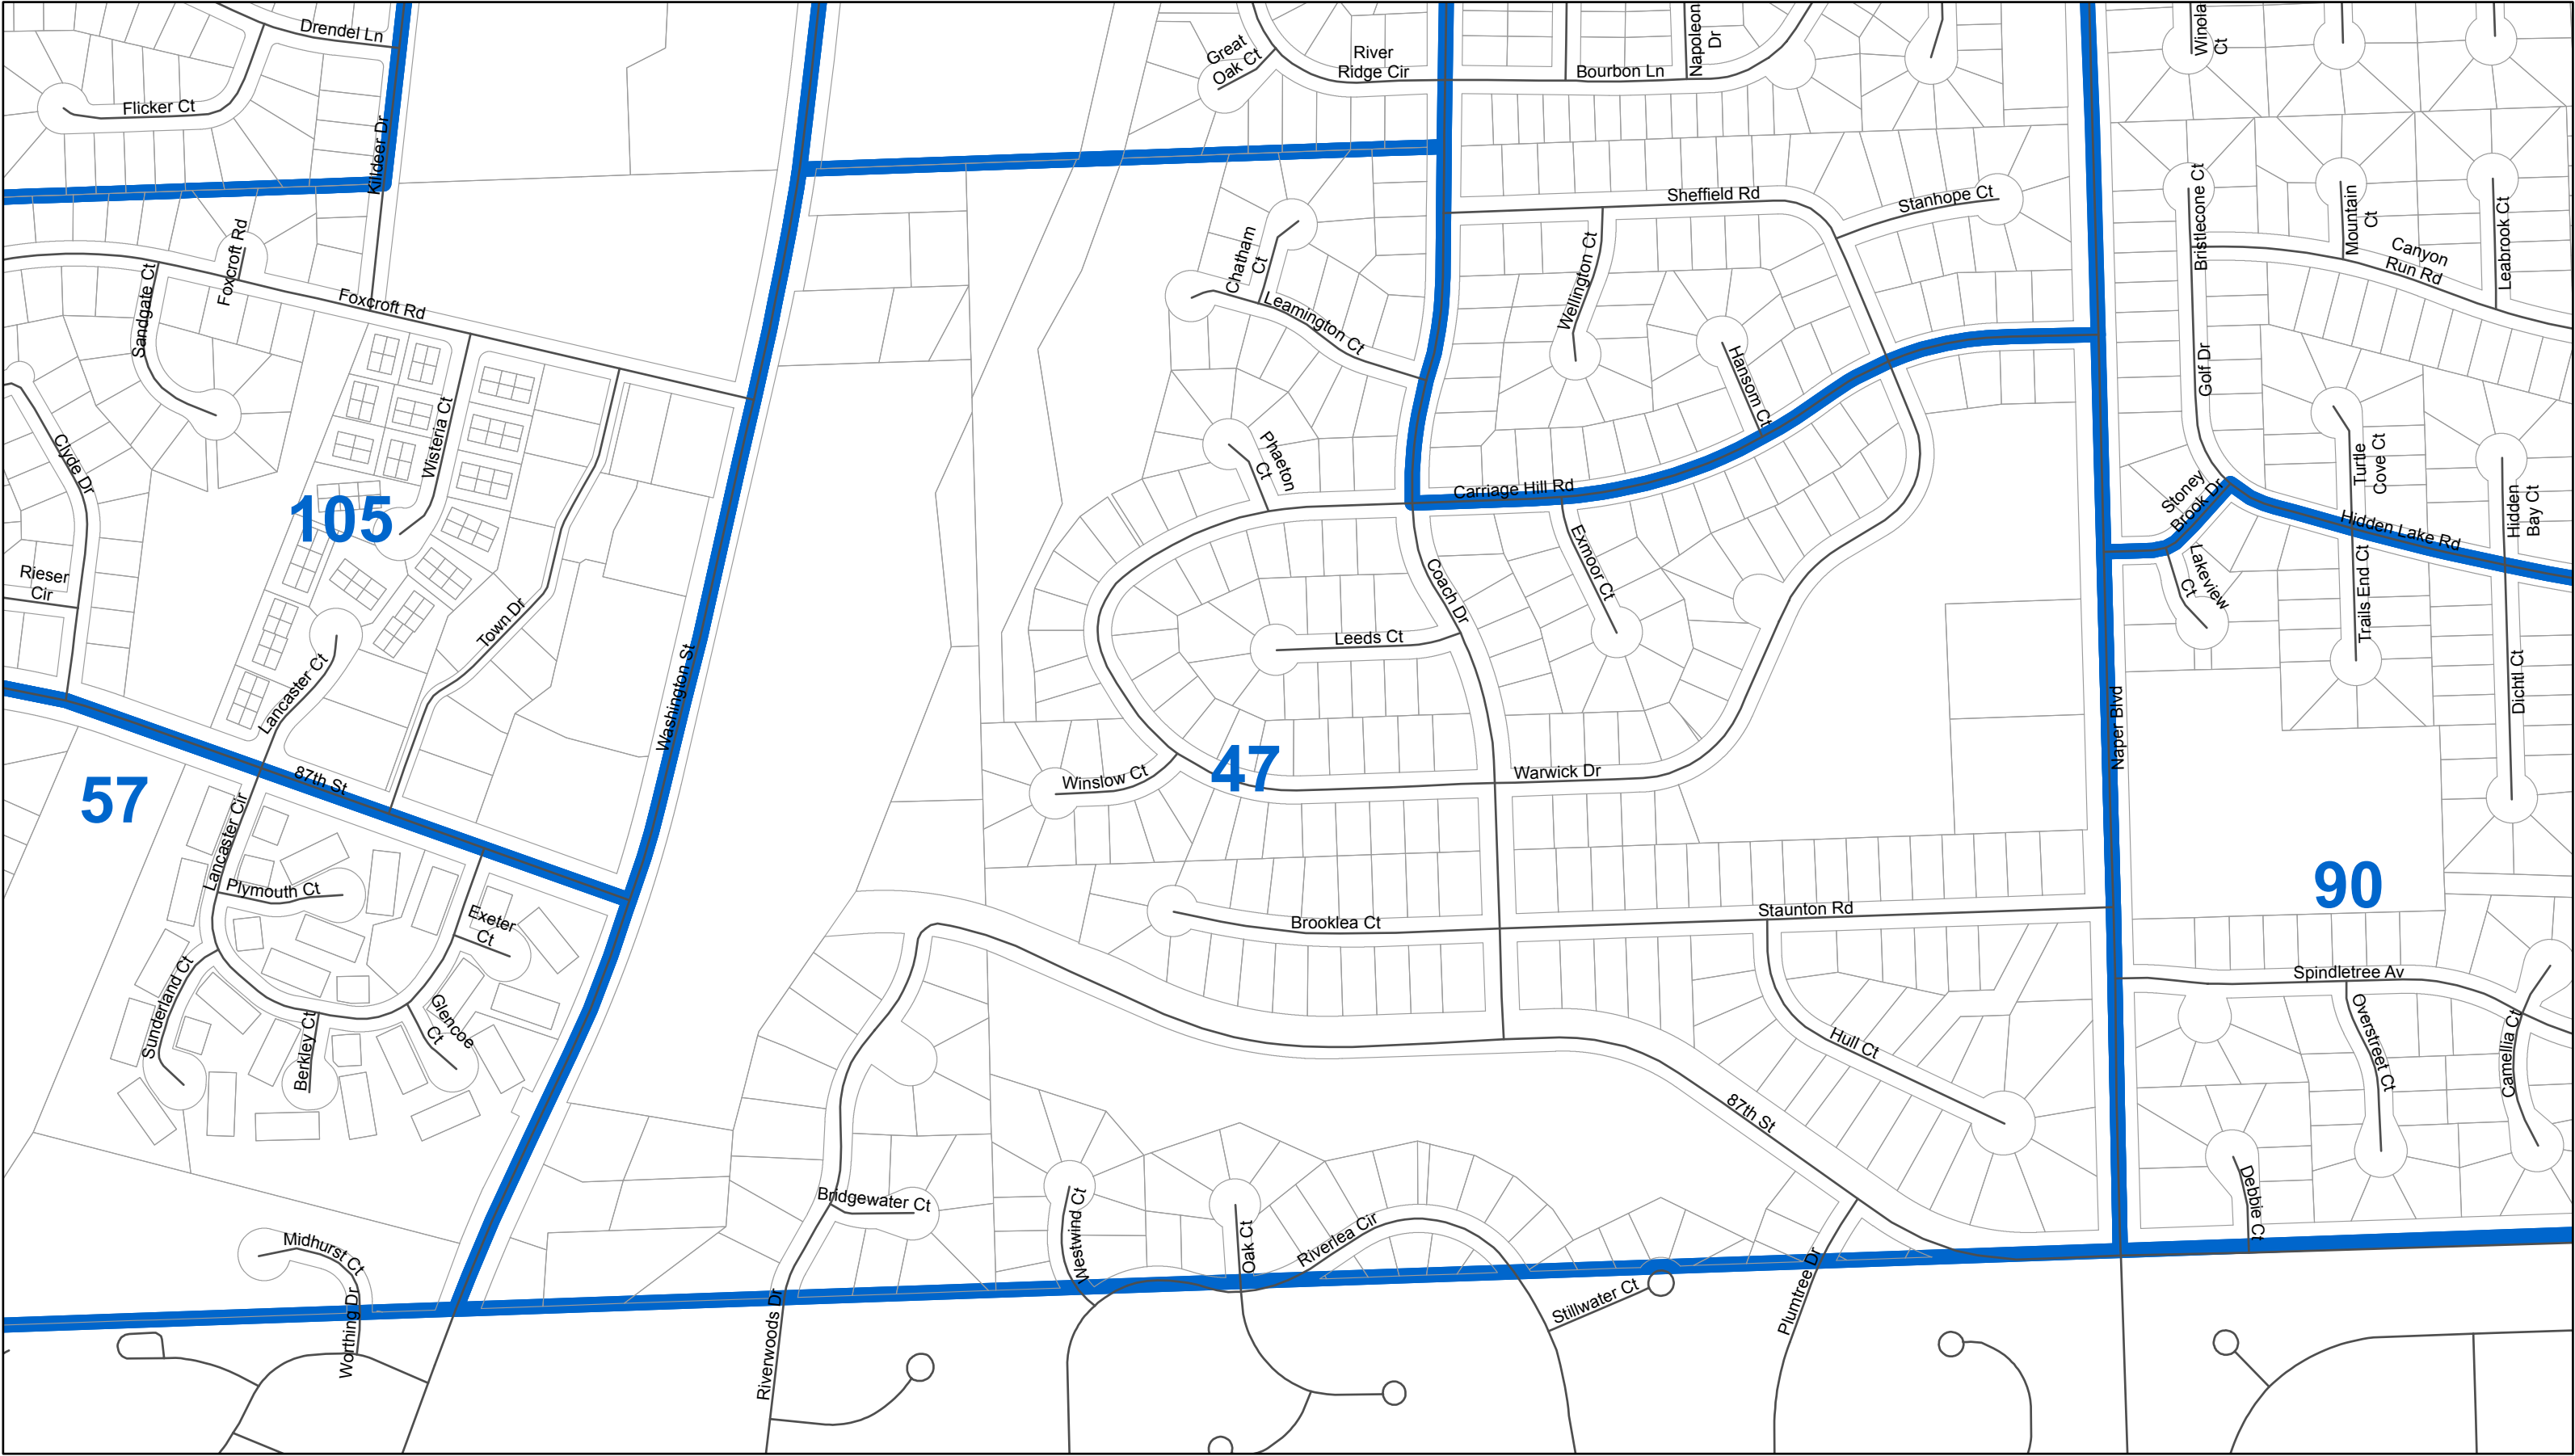 Drendel Ln
Flicker Ct
Killdeer Dr
Great
Oak Ct
River
Ridge Cir
Bourbon Ln
Napoleon
Dr
Winola
Ct
Foxcroft Rd
Sandgate Ct
Foxcroft Rd
Chatham
Ct
Leamington Ct
Sheffield Rd
Stanhope Ct
Wellington Ct
Hansom Ct
Bristlecone Ct
Mountain
Ct
Canyon
Run Rd
Leabrook Ct
Golf Dr
Clyde Dr
Wisteria Ct
Phaeton
Ct
Carriage Hill Rd
Exmoor Ct
Coach Dr
Stoney
Brook Dr
Turtle
Cove Ct
Hidden Lake Rd
Hidden
Bay Ct
Lakeview
Ct
Trails End Ct
Dichtl Ct
105
Rieser
Cir
Town Dr
Lancaster Ct
Washington St
Leeds Ct
Naper Blvd
57
87th St
Winslow Ct
47
Warwick Dr
90
Lancaster Cir
Plymouth Ct
Exeter
Ct
Brooklea Ct
Staunton Rd
Spindletree Av
Sunderland Ct
Berkley Ct
Glencoe
Ct
Hull Ct
87th St
Overstreet Ct
Camellia Ct
Debbie Ct
Midhurst Ct
Worthing Dr
Bridgewater Ct
Riverwoods Dr
Westwind Ct
Oak Ct
Riverlea Cir
Stillwater Ct
Plumtree Dr